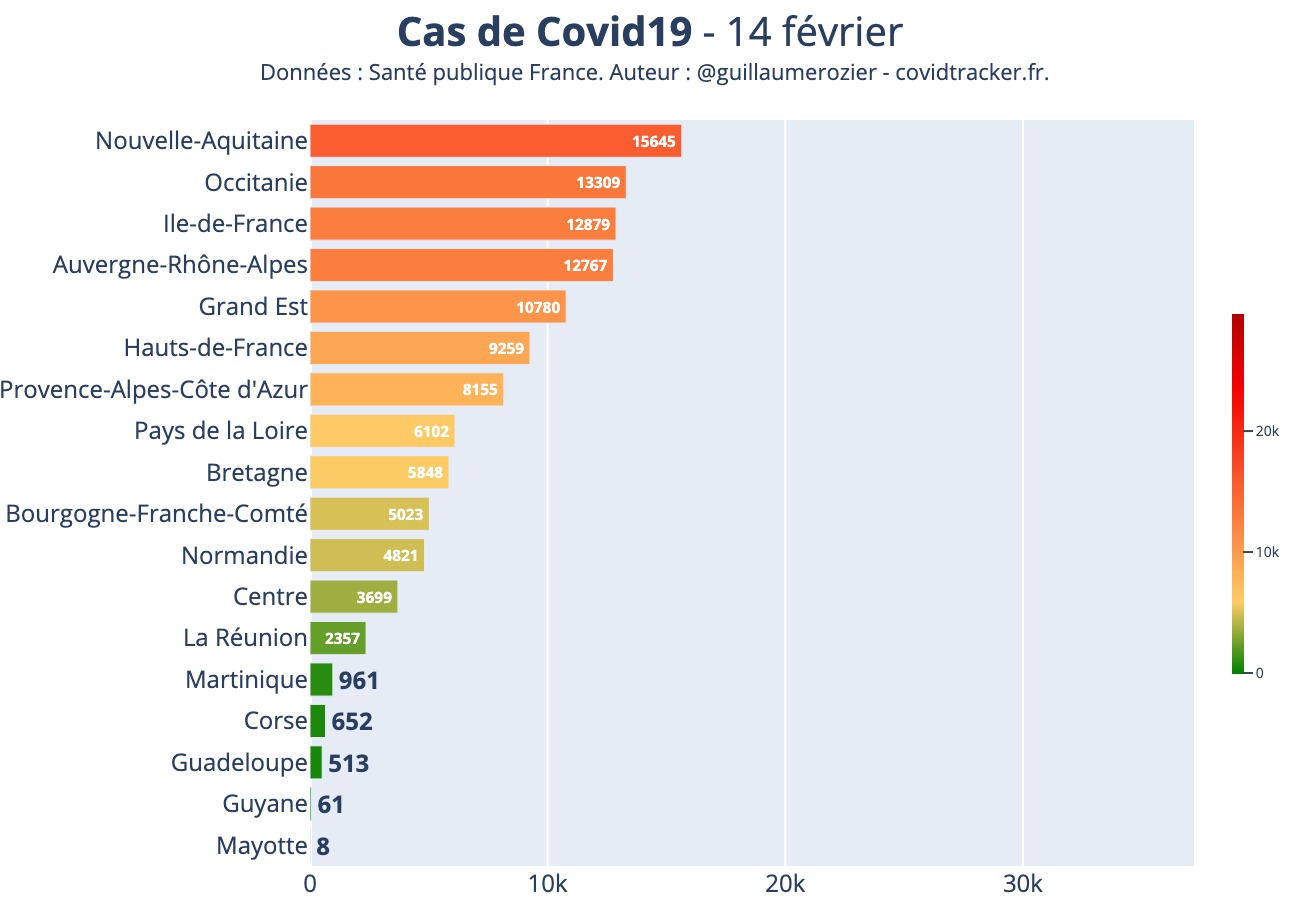 Cas de Covid19 - 14 février
Données : Santé publique France. Auteur : @guillaumerozier - covidtracker.fr.
Nouvelle-Aquitaine 15645
Occitanie 13309
Ile-de-France 12879
Auvergne-Rhône-Alpes 12767
Grand Est 10780
Hauts-de-France 9259
Provence-Alpes-Côte d'Azur 8155
Pays de la Loire 6102
Bretagne 5848
Bourgogne-Franche-Comté 5023
Normandie 4821
Centre 3699
La Réunion 2357
Martinique 961
Corse 652
Guadeloupe 513
Guyane 61
Mayotte 8
0 10k 20k 30k
20k
10k
0